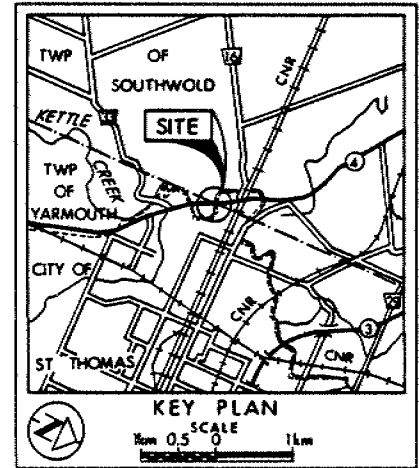 TWP OF
SOUTHWOLD
16
CNR
KETTLE
CREEK
SITE
4
TWP
OF
YARMOUTH
CITY OF
ST THOMAS
CNR
3
CNR
KEY PLAN
SCALE
1km 0.5 0 1km